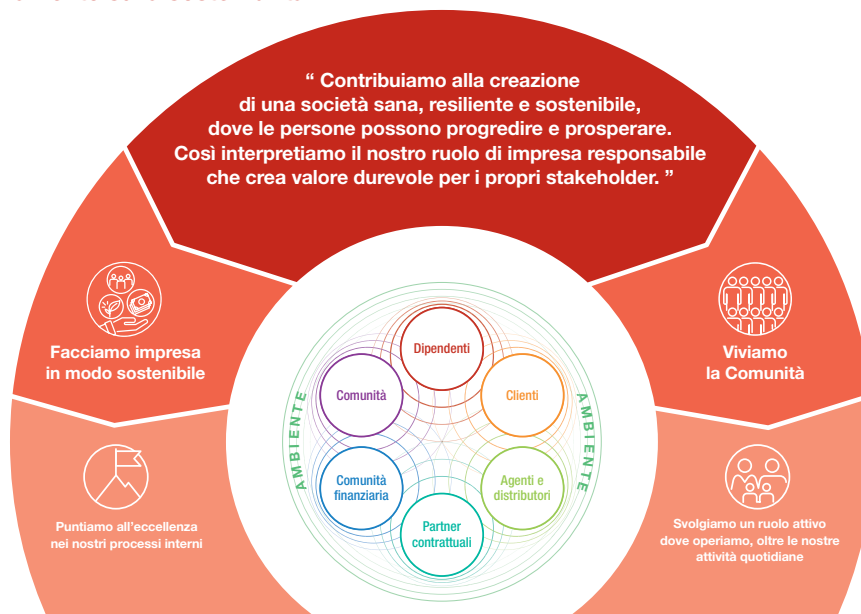 “ Contribuiamo alla creazione
di una società sana, resiliente e sostenibile,
dove le persone possono progredire e prosperare.
Così interpretiamo il nostro ruolo di impresa responsabile
che crea valore durevole per i propri stakeholder. ”
Facciamo impresa
in modo sostenibile
Viviamo
la Comunità
Dipendenti
Comunità
Clienti
AMBIENTE
AMBIENTE
Comunità
finanziaria
Agenti e
distributori
Partner
contrattuali
Puntiamo all’eccellenza
nei nostri processi interni
Svolgiamo un ruolo attivo
dove operiamo, oltre le nostre
attività quotidiane